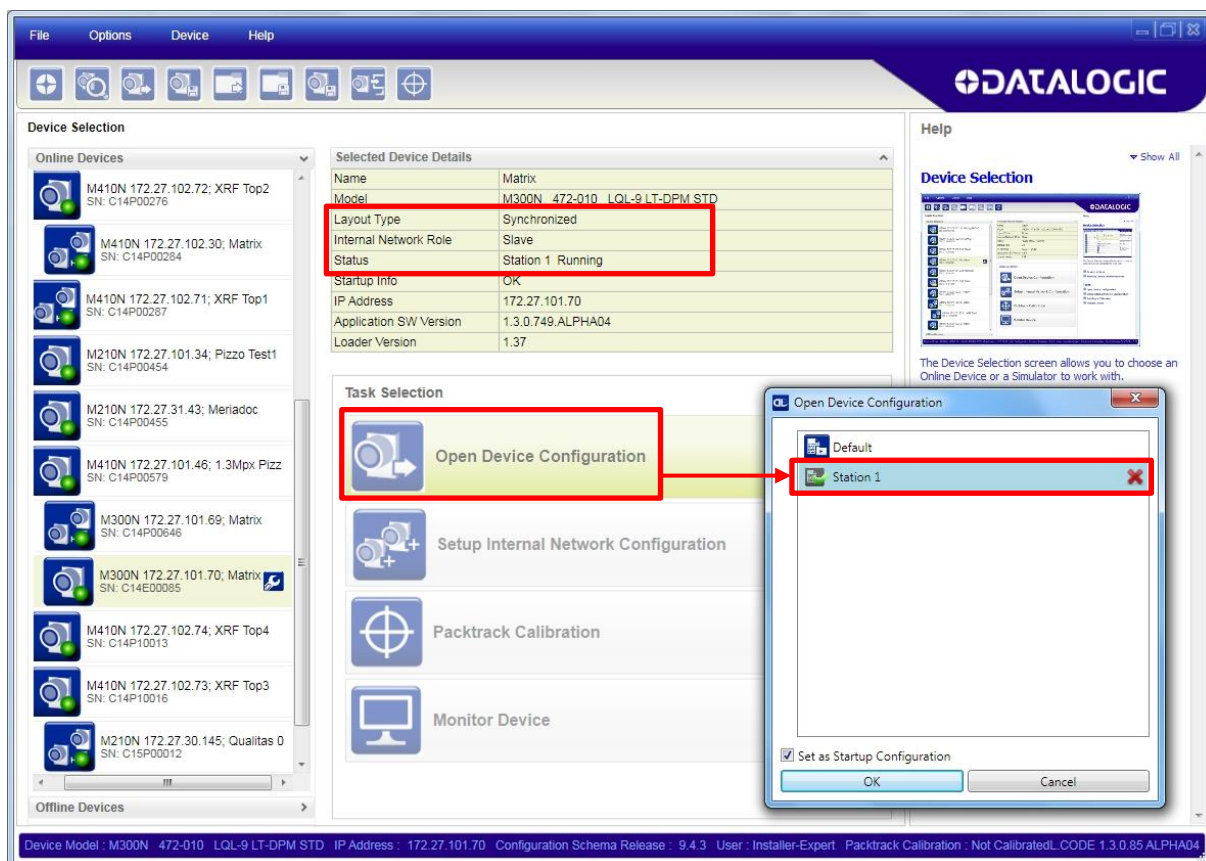 File Options Device Help
DATALOGIC
Device Selection
Online Devices
M410N 172.27.102.72; XRF Top2
SN: C14P00276
M410N 172.27.102.30; Matrix
SN: C14P00284
M410N 172.27.102.71; XRF Top1
SN: C14P00287
M210N 172.27.101.34; Pizzo Test1
SN: C14P00454
M210N 172.27.31.43; Meriadoc
SN: C14P00455
M410N 172.27.101.46; 1.3Mpx Pizz
SN: C14P00579
M300N 172.27.101.69; Matrix
SN: C14P00646
M300N 172.27.101.70; Matrix
SN: C14E00085
M410N 172.27.102.74; XRF Top4
SN: C14P10013
M410N 172.27.102.73; XRF Top3
SN: C14P10016
M210N 172.27.30.145; Qualitas 0
SN: C15P00012
Offline Devices
Selected Device Details
Name Matrix
Model M300N 472-010 LQL-9 LT-DPM STD
Layout Type Synchronized
Internal Network Role Slave
Status Station 1 Running
Startup Info OK
IP Address 172.27.101.70
Application SW Version 1.3.0.749.ALPHA04
Loader Version 1.37
Task Selection
Open Device Configuration
Setup Internal Network Configuration
Packtrack Calibration
Monitor Device
Help
Show All
Device Selection
DATALOGIC
The Device Selection screen allows you to choose an
Online Device or a Simulator to work with.
Open Device Configuration
Default
Station 1
Set as Startup Configuration
OK Cancel
Device Model : M300N 472-010 LQL-9 LT-DPM STD IP Address : 172.27.101.70 Configuration Schema Release : 9.4.3 User : Installer-Expert Packtrack Calibration : Not CalibratedL.CODE 1.3.0.85 ALPHA04